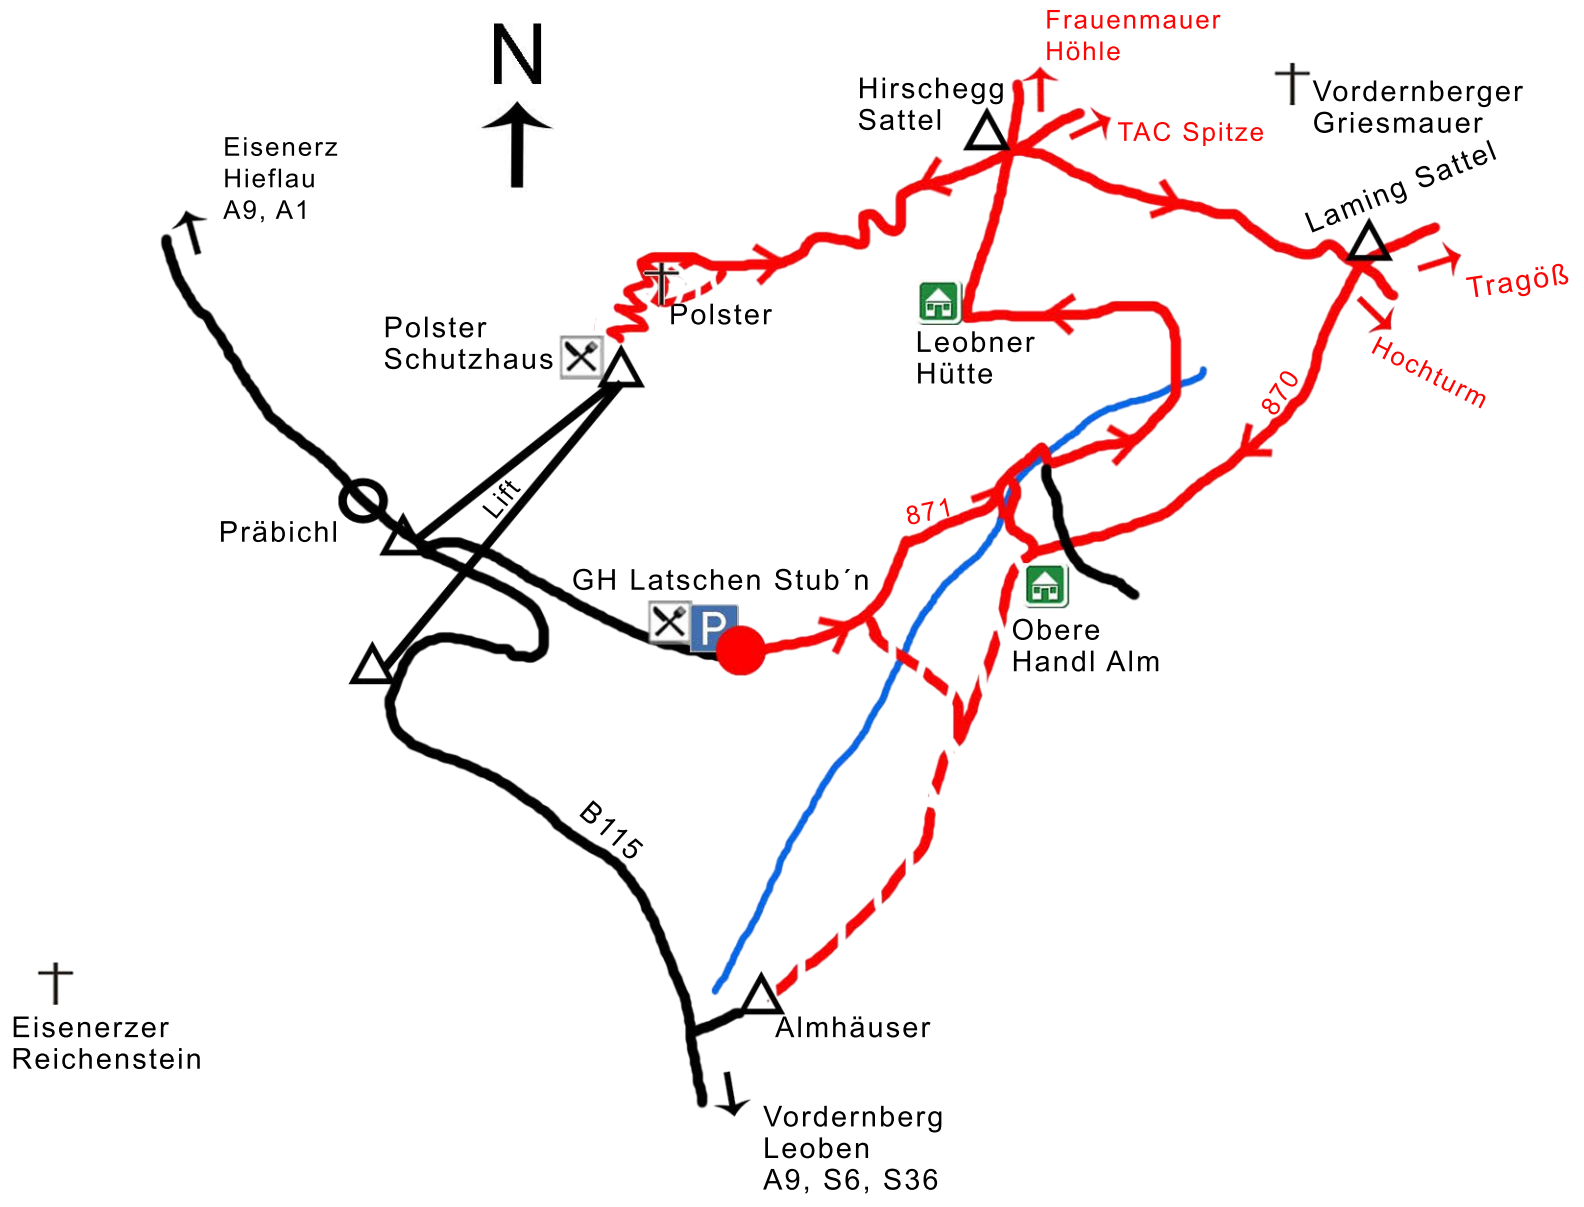 N
Frauenmauer
Höhle
Hirschegg
Sattel
TAC Spitze
Vordernberger
Griesmauer
Laming Sattel
Eisenerz
Hieflau
A9, A1
Tragöß
Hochturm
Polster
Polster
Schutzhaus
Leobner
Hütte
870
Lift
871
Präbichl
GH Latschen Stub´n
P
Obere
Handl Alm
B115
Eisenerzer
Reichenstein
Almhäuser
Vordernberg
Leoben
A9, S6, S36